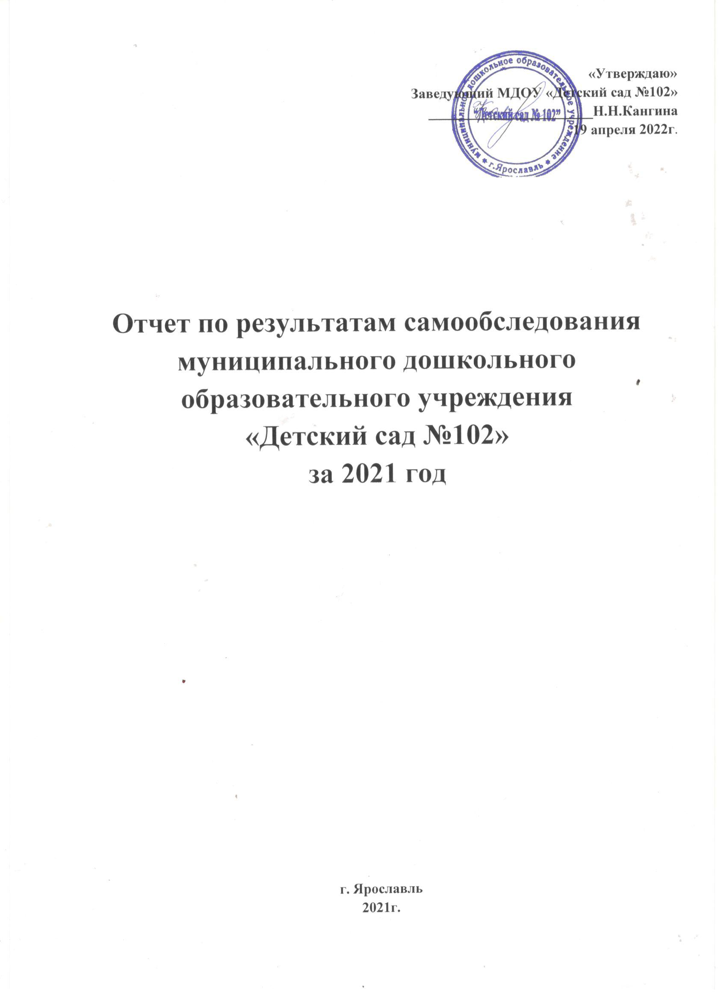 «Утверждаю»
Заведующий МДОУ «Детский сад №102»
Н.Н.Кангина
19 апреля 2022г.
муниципальное дошкольное образовательное учреждение
* г.Ярославль *
“Детский сад № 102”
Отчет по результатам самообследования
муниципального дошкольного
образовательного учреждения
«Детский сад №102»
за 2021 год
г. Ярославль
2021г.